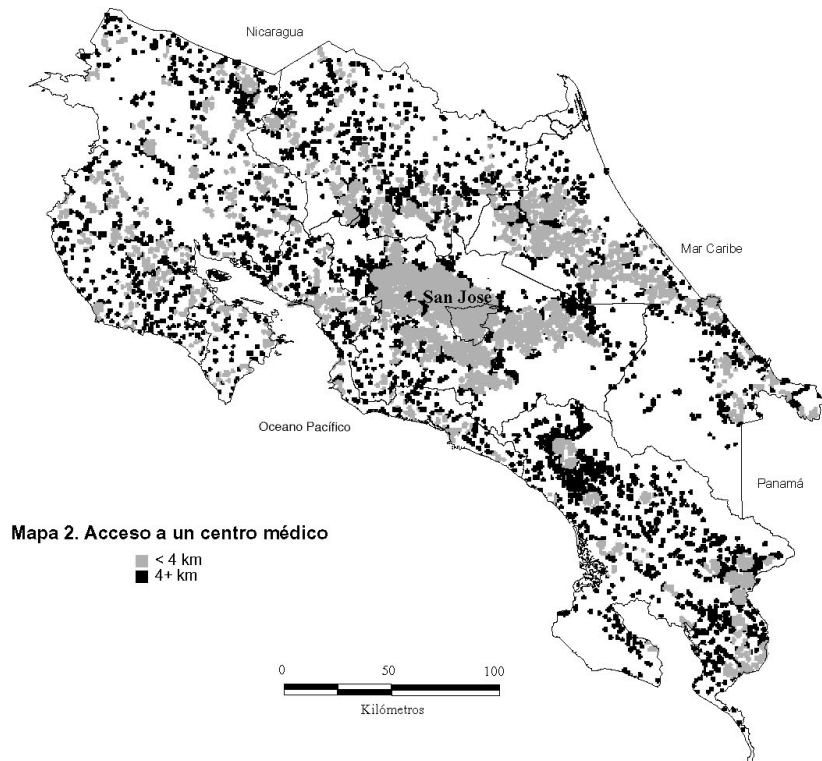 Nicaragua
Mar Caribe
San Jose
Oceano Pacífico
Panamá
Mapa 2. Acceso a un centro médico
< 4 km
4+ km
0 50 100
Kilómetros